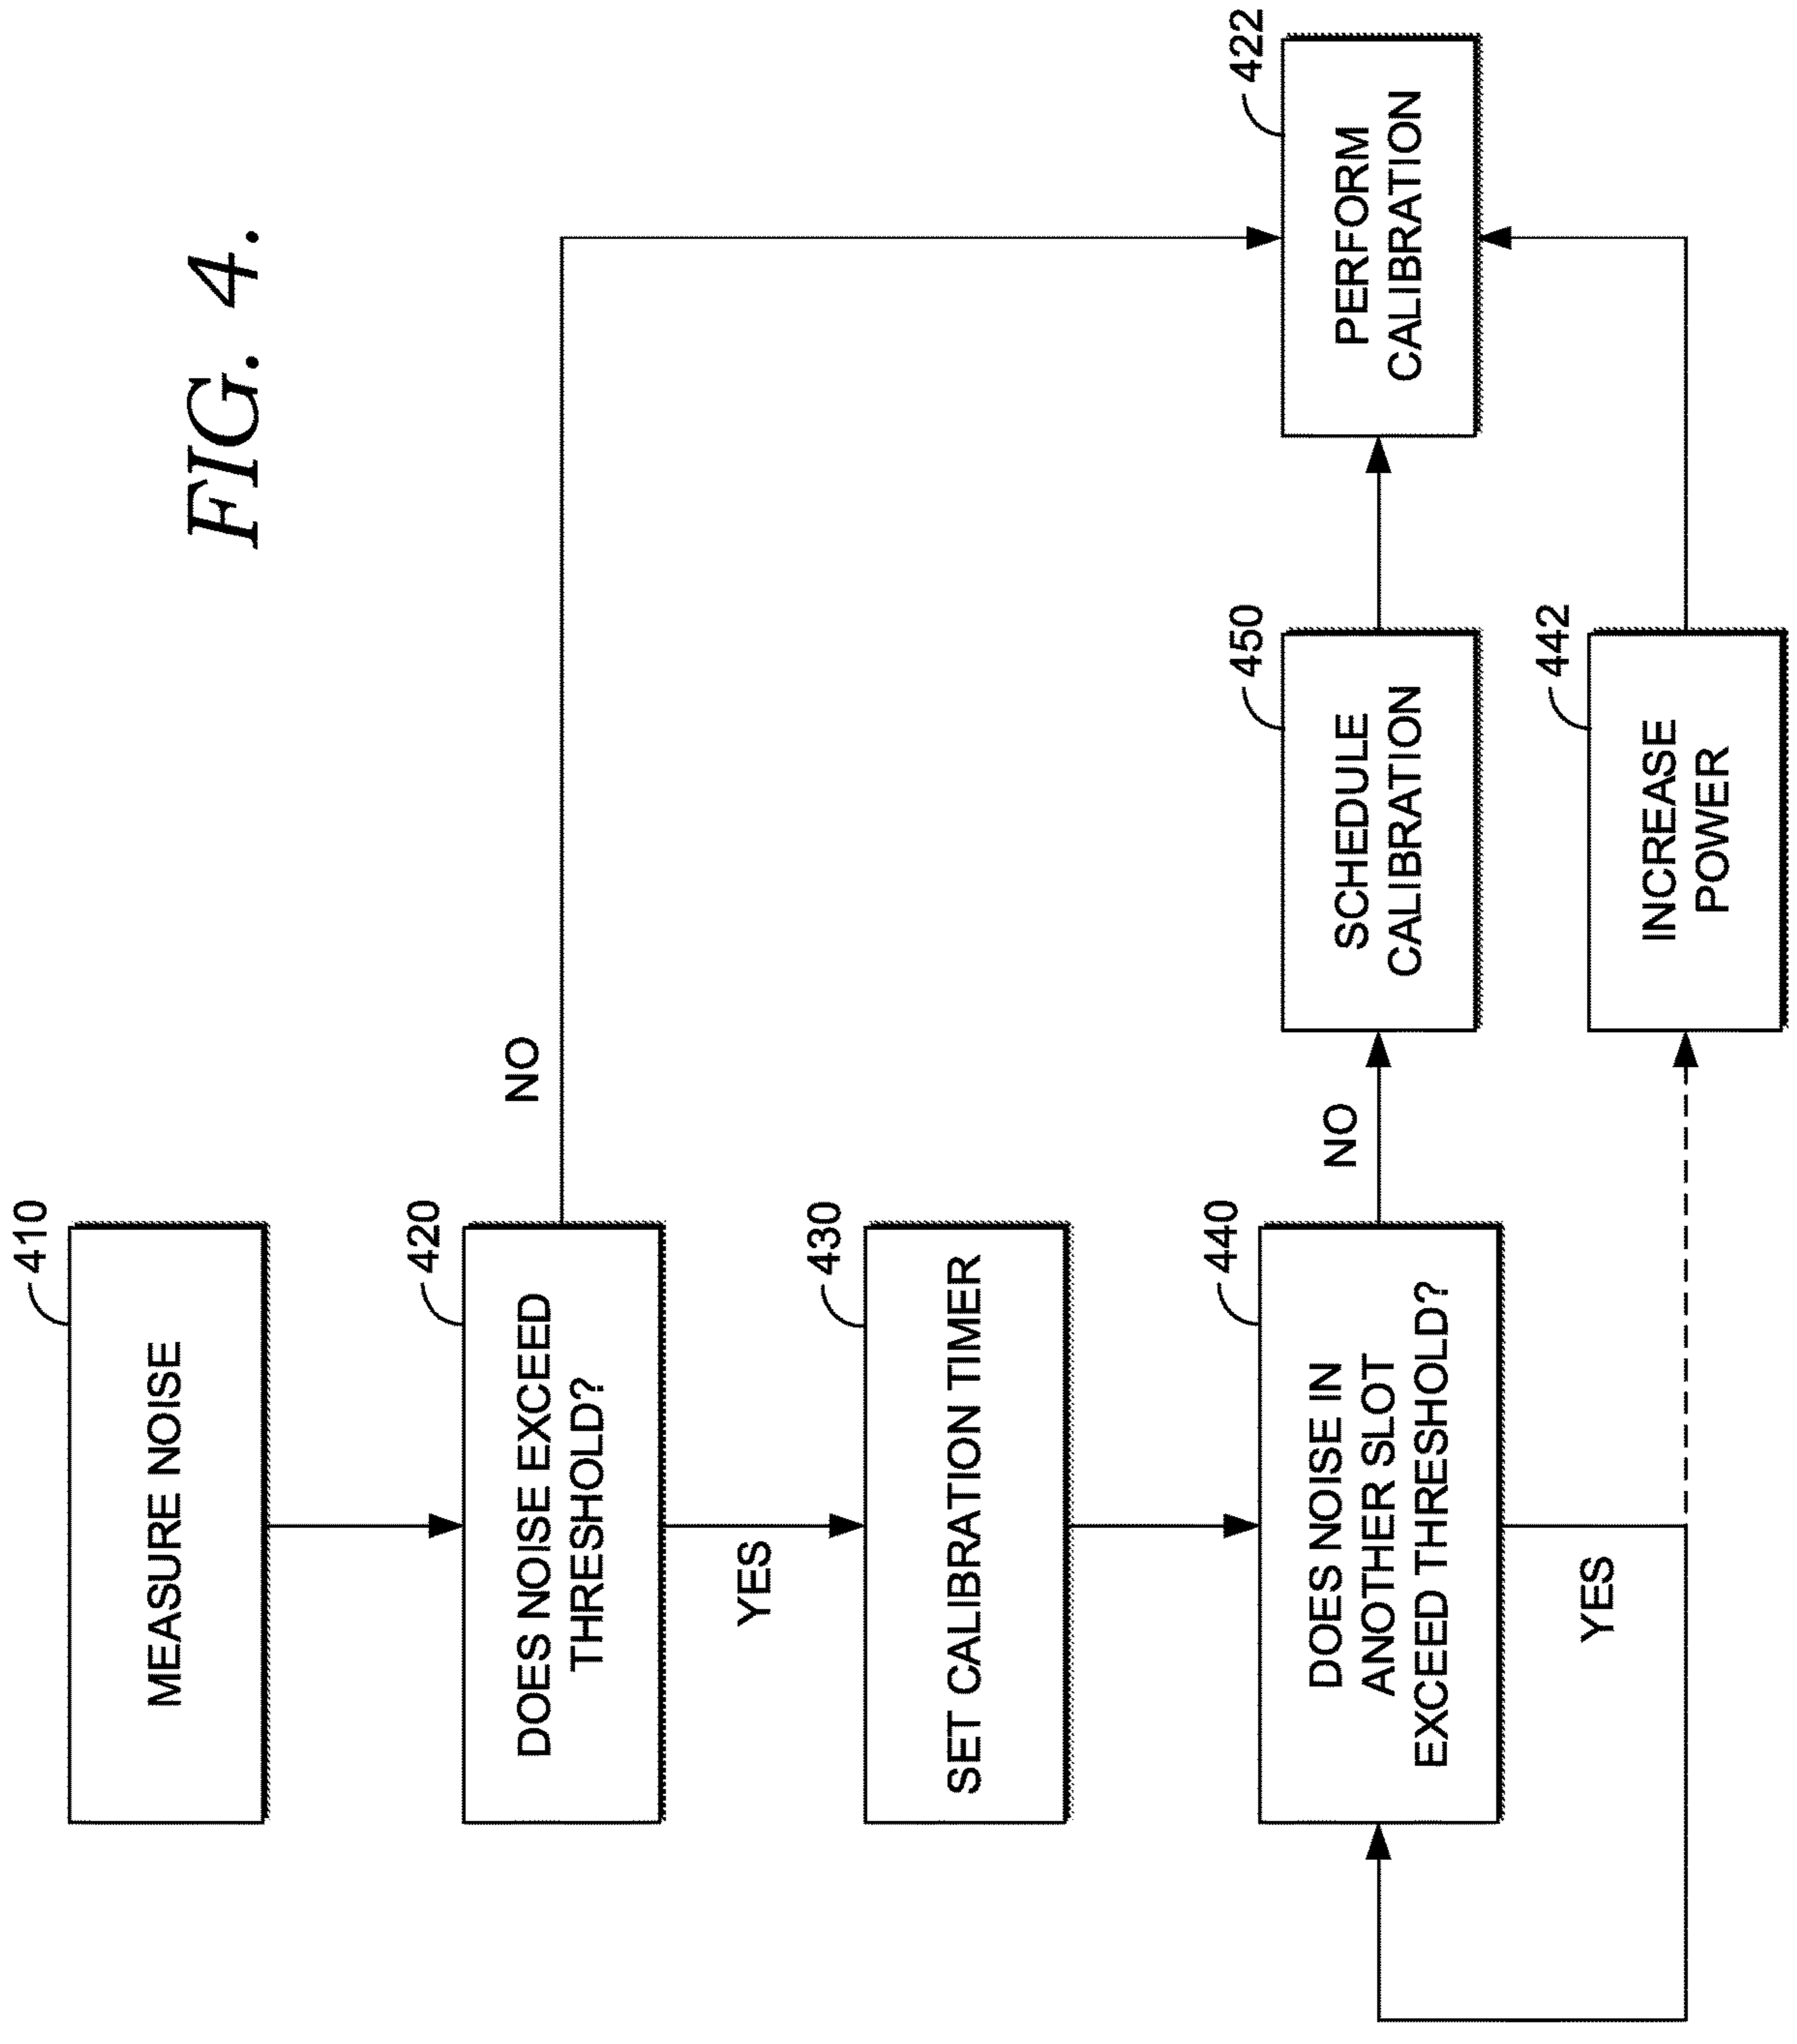 FIG. 4.
410
MEASURE NOISE
420
DOES NOISE EXCEED
THRESHOLD?
NO
YES
430
SET CALIBRATION TIMER
440
DOES NOISE IN
ANOTHER SLOT
EXCEED THRESHOLD?
NO
YES
450
SCHEDULE
CALIBRATION
442
INCREASE
POWER
422
PERFORM
CALIBRATION